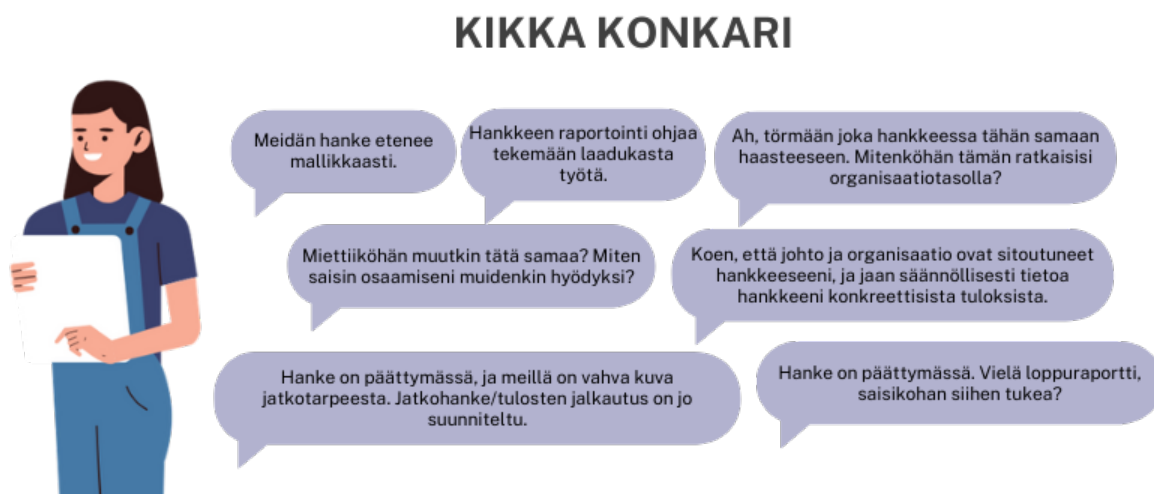 KIKKA KONKARI
Meidän hanke etenee
mallikkaasti.
Hankkeen raportointi ohjaa
tekemään laadukasta
työtä.
Ah, törmään joka hankkeessa tähän samaan
haasteeseen. Mitenköhän tämän ratkaisisi
organisaatiotasolla?
Miettiiköhän muutkin tätä samaa? Miten
saisin osaamiseni muidenkin hyödyksi?
Koen, että johto ja organisaatio ovat sitoutuneet
hankkeeseeni, ja jaan säännöllisesti tietoa
hankkeeni konkreettisista tuloksista.
Hanke on päättymässä, ja meillä on vahva kuva
jatkotarpeesta. Jatkohanke/tulosten jalkautus on jo
suunniteltu.
Hanke on päättymässä. Vielä loppuraportti,
saisikohan siihen tukea?